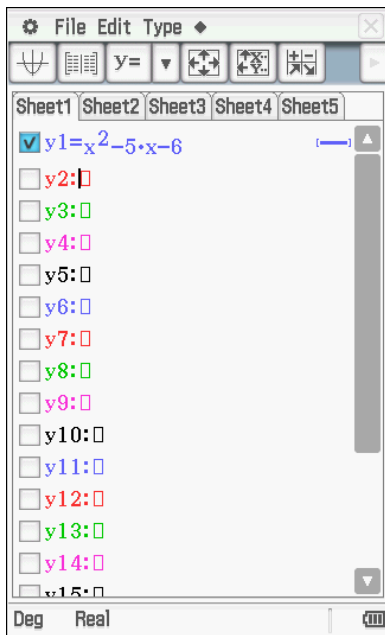 File Edit Type ◆
Y=
Sheet1 Sheet2 Sheet3 Sheet4 Sheet5
y1=x²-5·x-6
y2:□
y3:□
y4:□
y5:□
y6:□
y7:□
y8:□
y9:□
y10:□
y11:□
y12:□
y13:□
y14:□
y15:□
Deg Real